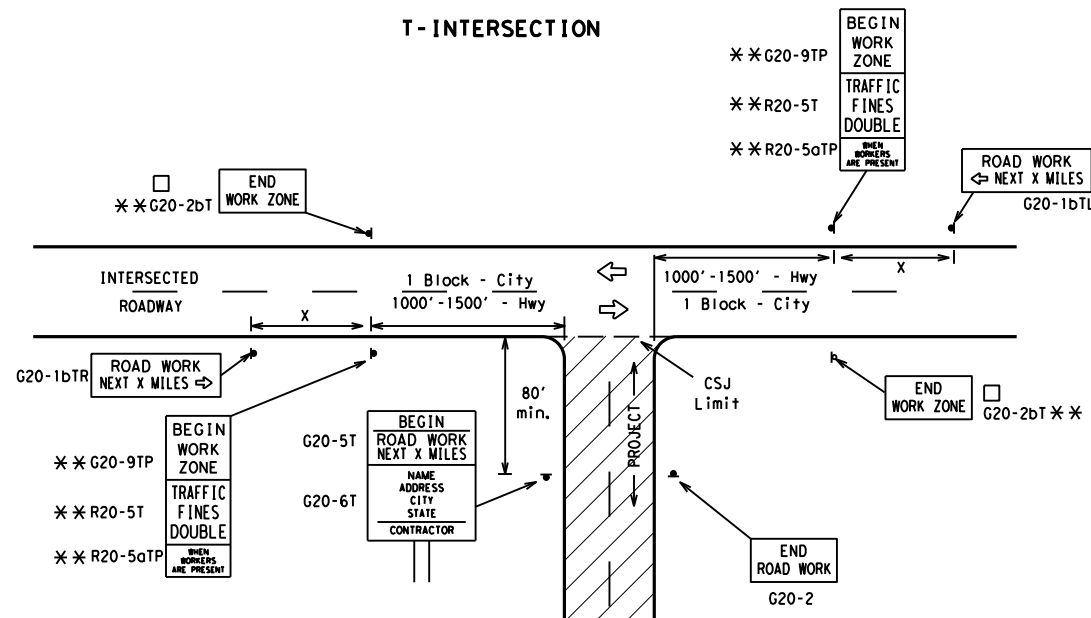 T-INTERSECTION
BEGIN
WORK
ZONE
TRAFFIC
FINES
DOUBLE
WHEN
WORKERS
ARE PRESENT
**G20-9TP
**R20-5T
**R20-5aTP
ROAD WORK
⇦ NEXT X MILES
G20-1bTL
□
**G20-2bT
END
WORK ZONE
INTERSECTED
ROADWAY
1 Block - City
1000'-1500' - Hwy
X
1000'-1500' - Hwy
1 Block - City
X
G20-1bTR
ROAD WORK
NEXT X MILES ⇨
80'
min.
PROJECT
CSJ
Limit
END
WORK ZONE
□
G20-2bT **
**G20-9TP
**R20-5T
**R20-5aTP
BEGIN
WORK
ZONE
TRAFFIC
FINES
DOUBLE
WHEN
WORKERS
ARE PRESENT
G20-5T
G20-6T
BEGIN
ROAD WORK
NEXT X MILES
NAME
ADDRESS
CITY
STATE
CONTRACTOR
END
ROAD WORK
G20-2